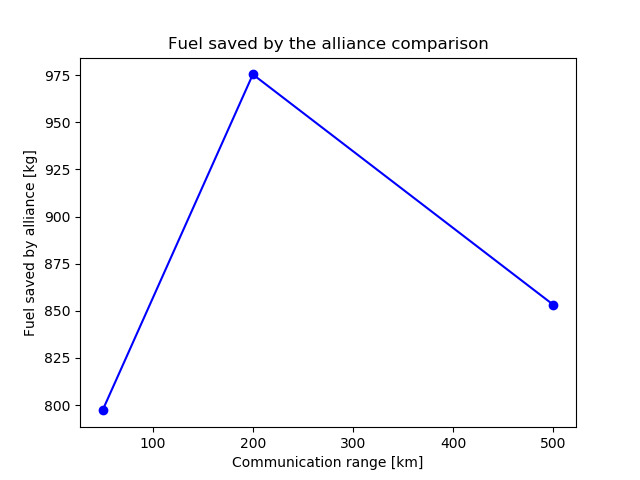 Fuel saved by the alliance comparison
975
950
925
900
875
850
825
800
Fuel saved by alliance [kg]
100 200 300 400 500
Communication range [km]